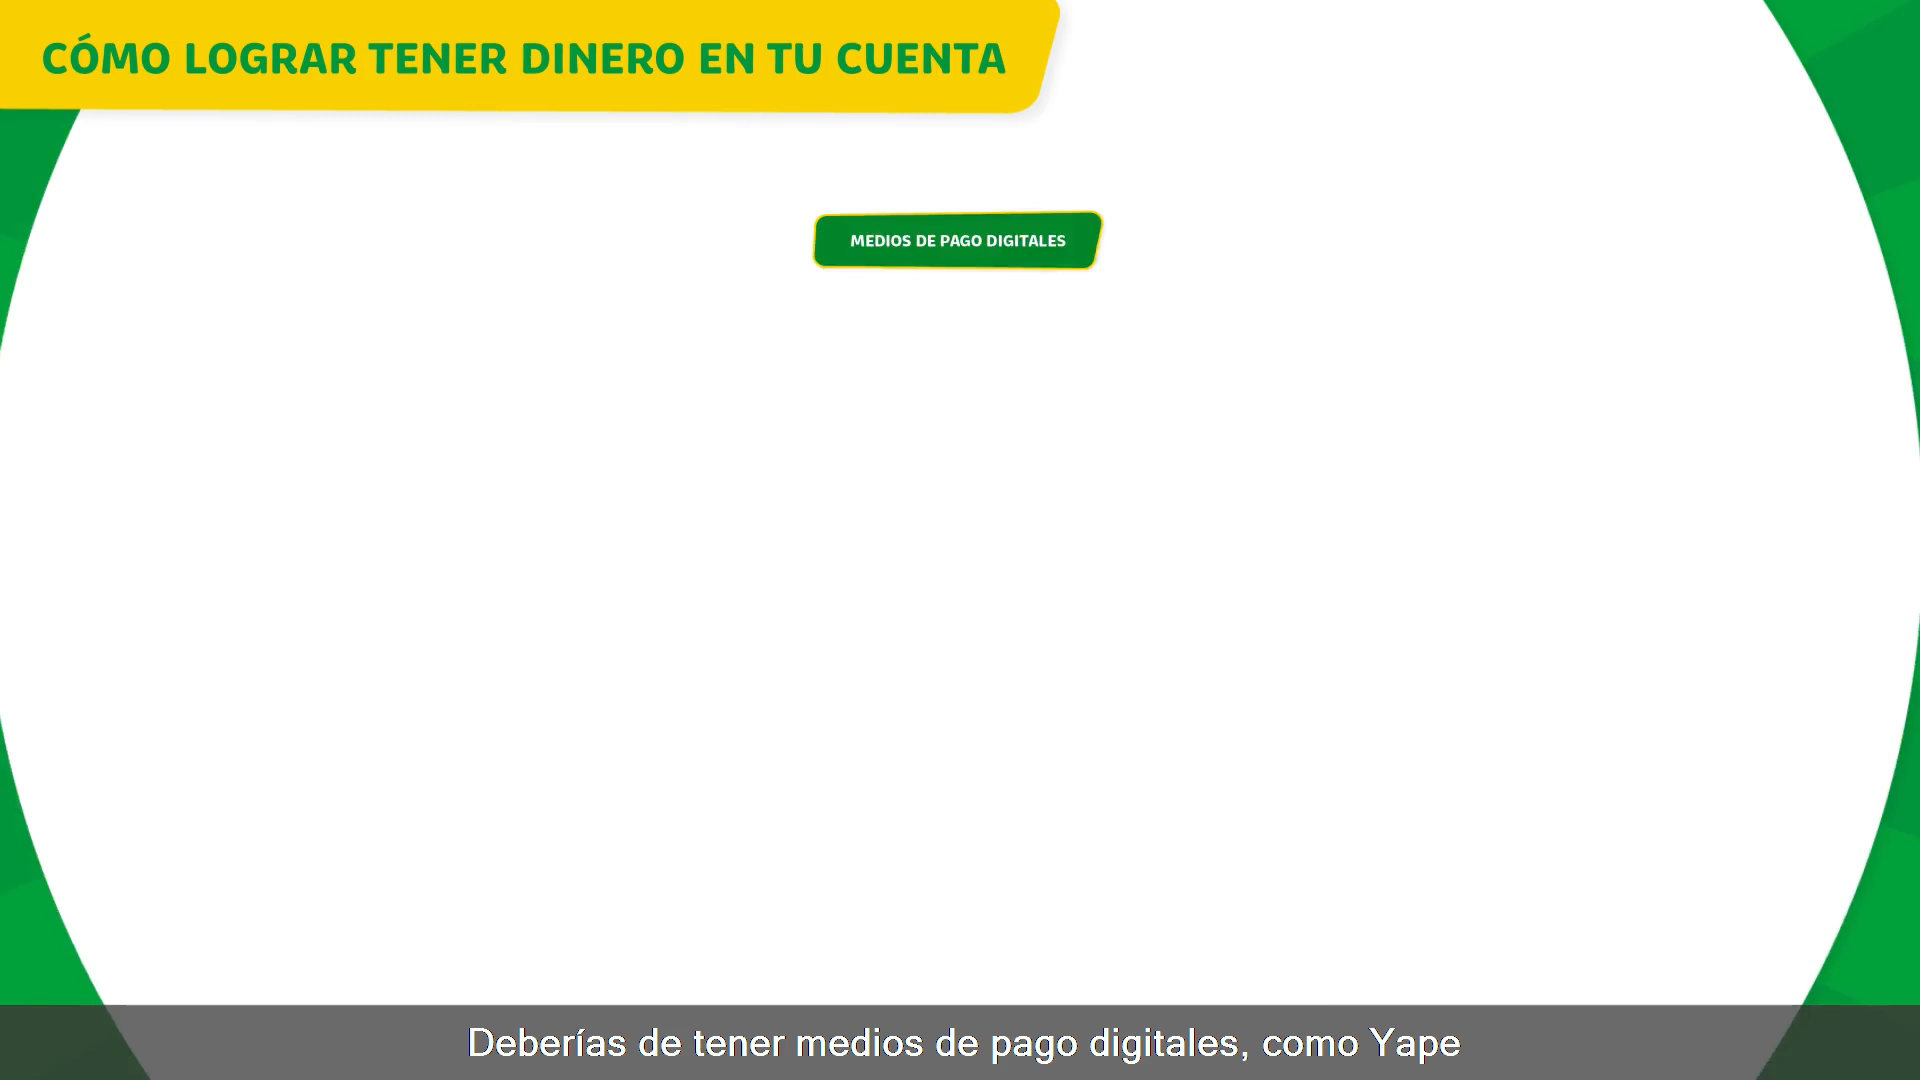 CÓMO LOGRAR TENER DINERO EN TU CUENTA
MEDIOS DE PAGO DIGITALES
Deberías de tener medios de pago digitales, como Yape